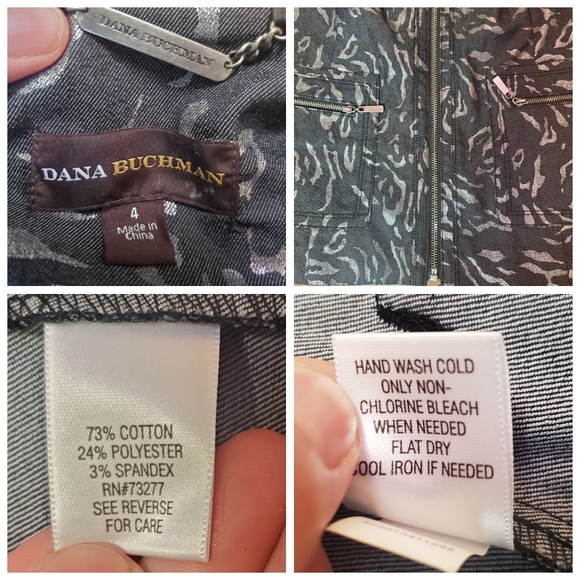 DANA BUCHMAN
DANA BUCHMAN
4
Made in
China
73% COTTON
24% POLYESTER
3% SPANDEX
RN#73277
SEE REVERSE
FOR CARE
HAND WASH COLD
ONLY NON-
CHLORINE BLEACH
WHEN NEEDED
FLAT DRY
COOL IRON IF NEEDED